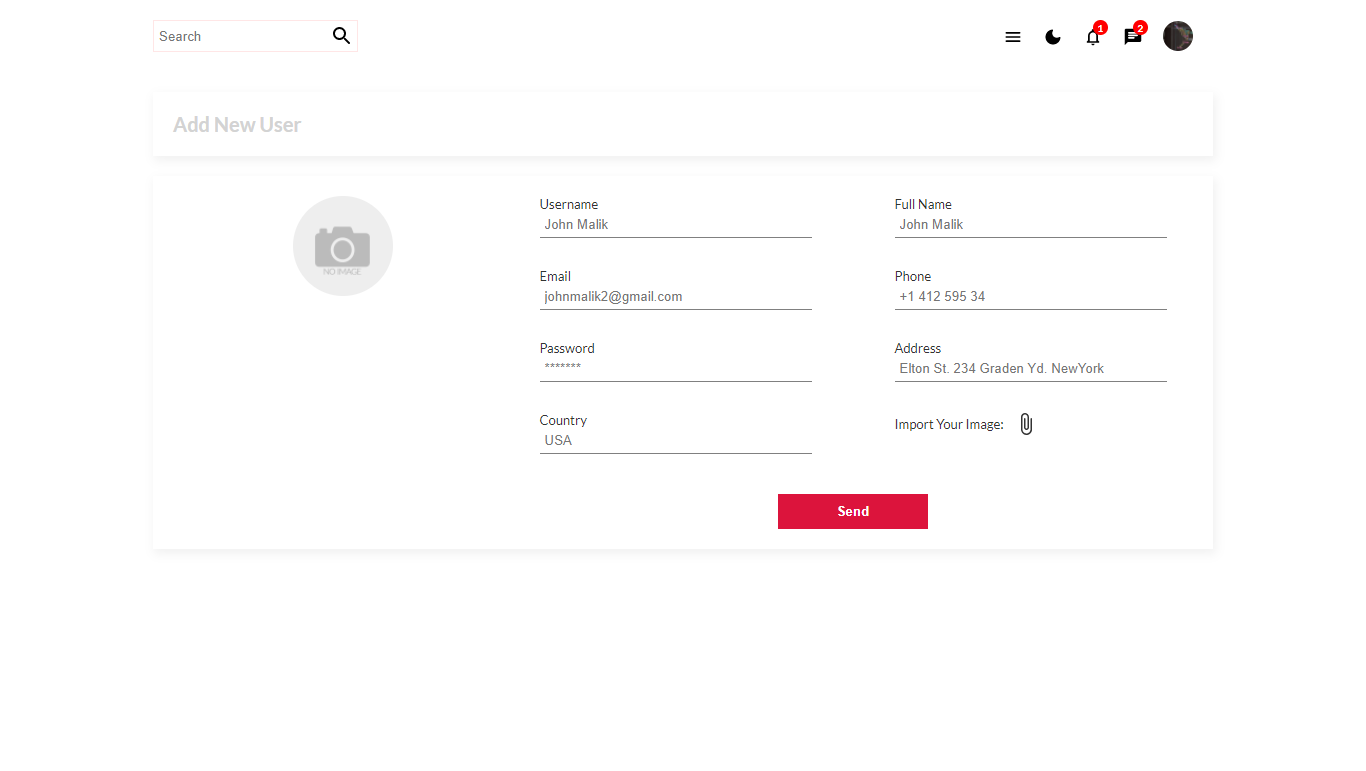 Search
1
2
Add New User
NO IMAGE
Username
John Malik
Full Name
John Malik
Email
johnmalik2@gmail.com
Phone
+1 412 595 34
Password
*******
Address
Elton St. 234 Graden Yd. NewYork
Country
USA
Import Your Image:
Send